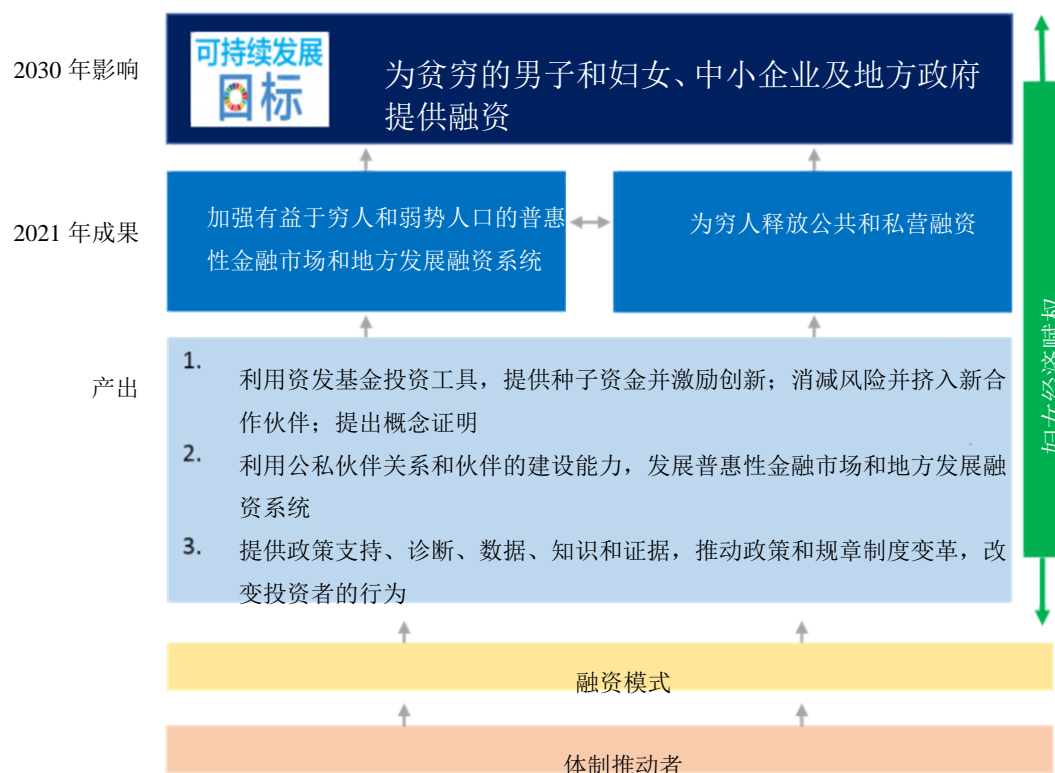 2030 年影响
可持续发展
目标
为贫穷的男子和妇女、中小企业及地方政府
提供融资
2021 年成果
加强有益于穷人和弱势人口的普惠
性金融市场和地方发展融资系统
为穷人释放公共和私营融资
产出
1. 利用资发基金投资工具，提供种子资金并激励创新；消减风险并挤入新合
作伙伴；提出概念证明
2. 利用公私伙伴关系和伙伴的建设能力，发展普惠性金融市场和地方发展融
资系统
3. 提供政策支持、诊断、数据、知识和证据，推动政策和规章制度变革，改
变投资者的行为
妇女经济赋权
融资模式
体制推动者